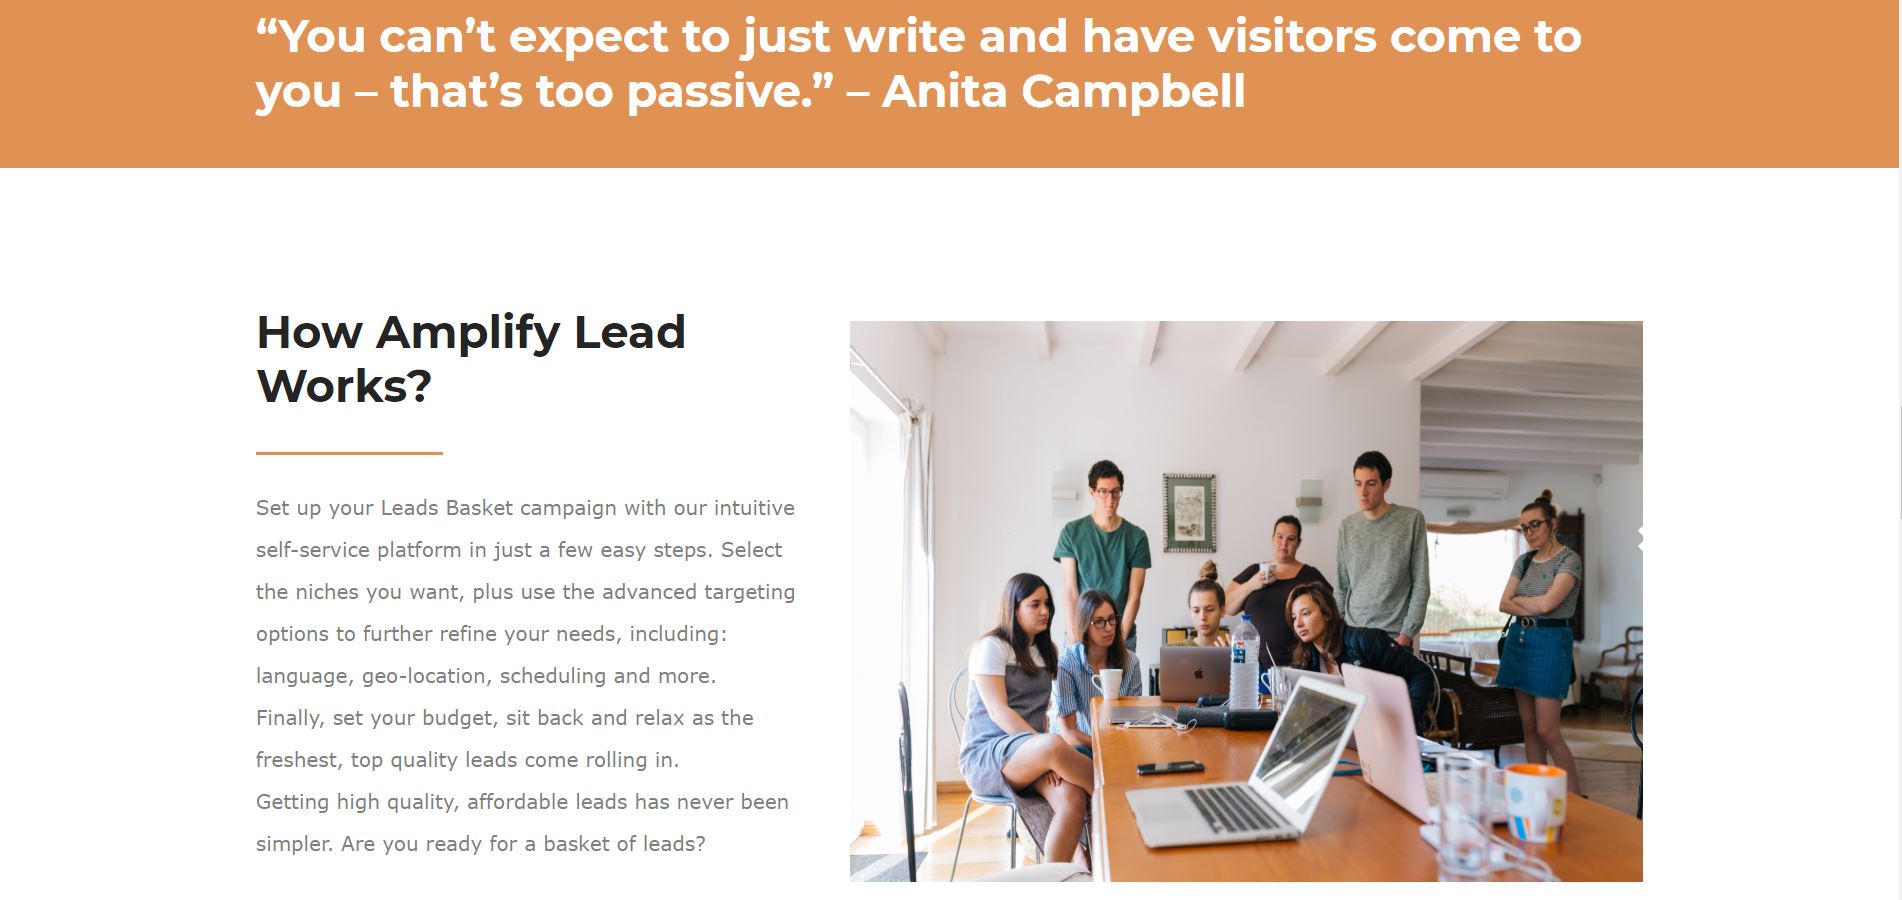 “You can’t expect to just write and have visitors come to
you – that’s too passive.” – Anita Campbell
How Amplify Lead
Works?
Set up your Leads Basket campaign with our intuitive
self-service platform in just a few easy steps. Select
the niches you want, plus use the advanced targeting
options to further refine your needs, including:
language, geo-location, scheduling and more.
Finally, set your budget, sit back and relax as the
freshest, top quality leads come rolling in.
Getting high quality, affordable leads has never been
simpler. Are you ready for a basket of leads?